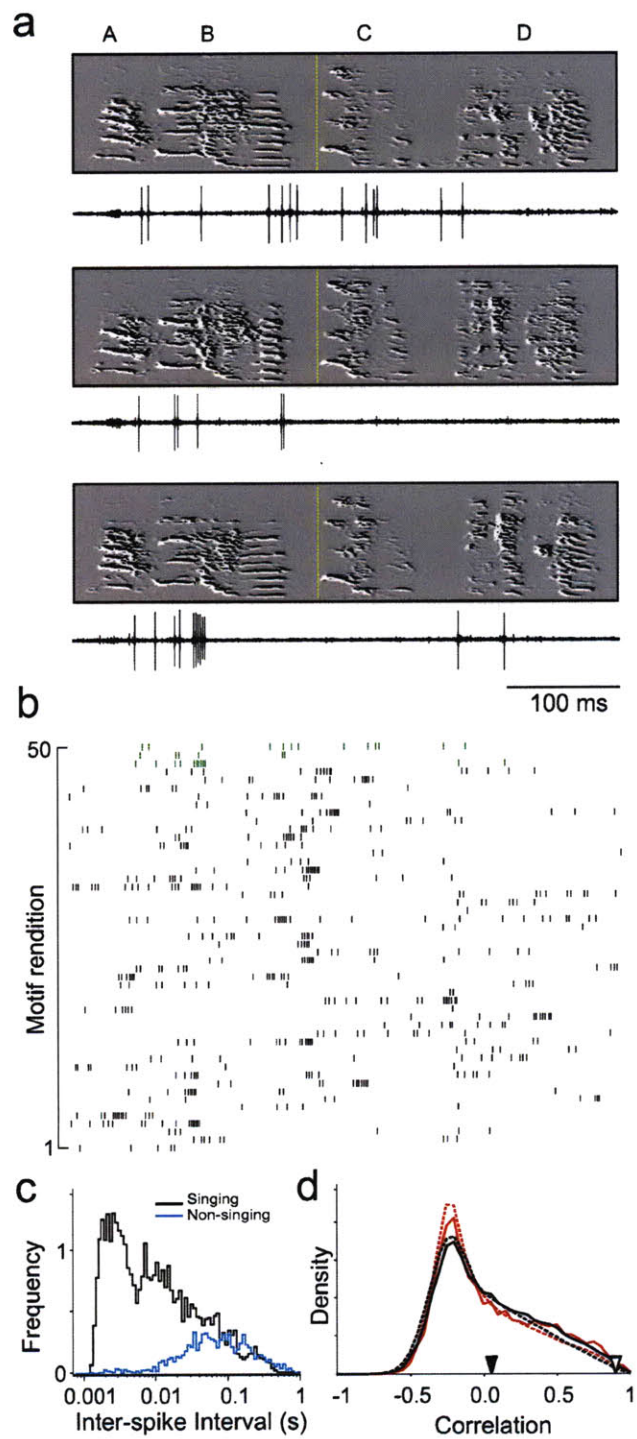 a
A B C D
100 ms
b
50
Motif rendition
1
c
Singing
Non-singing
1
0
Frequency
0.001 0.01 0.1 1
Inter-spike Interval (s)
d
Density
-1 -0.5 0.0 0.5 1
Correlation